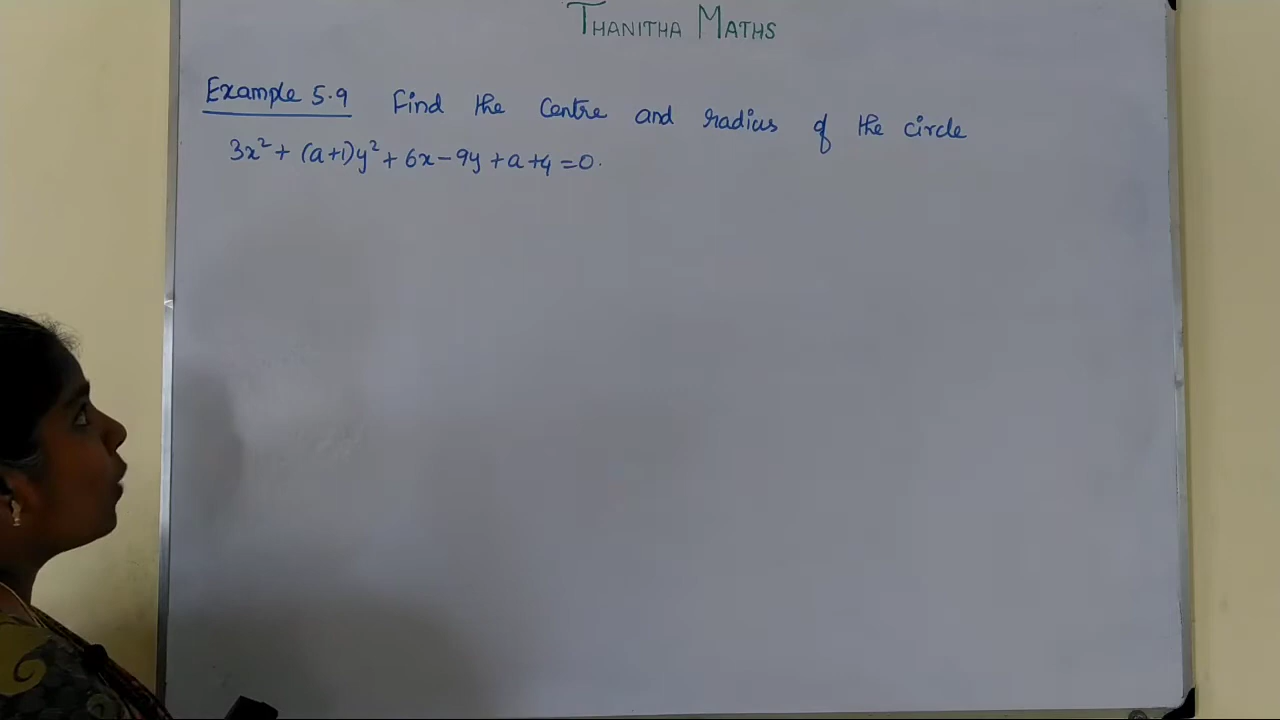 THANITHA MATHS
Example 5.9 Find the Centre and radius of the circle
3x² + (a+1)y² + 6x - 9y + a + 4 = 0.